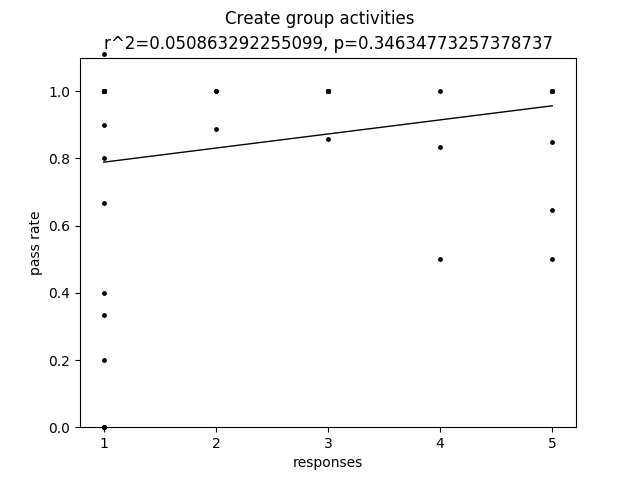 Create group activities
r^2=0.050863292255099, p=0.34634773257378737
1.0
0.8
0.6
0.4
0.2
0.0
pass rate
1 2 3 4 5
responses